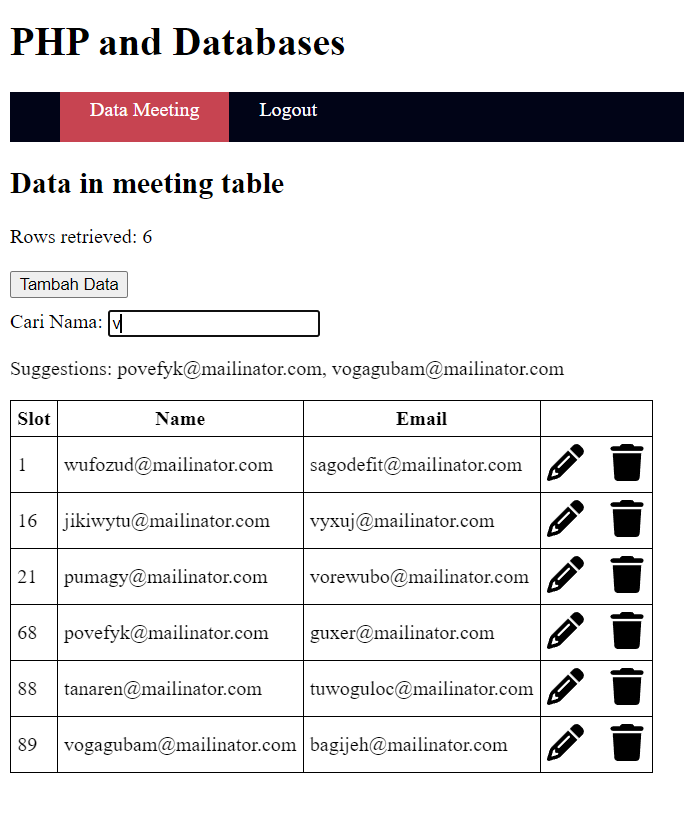 PHP and Databases
Data Meeting Logout
Data in meeting table
Rows retrieved: 6
Tambah Data
Cari Nama: v
Suggestions: povefyk@mailinator.com, vogagubam@mailinator.com
Slot Name Email
1 wufozud@mailinator.com sagodefit@mailinator.com
16 jikiwytu@mailinator.com vyxuj@mailinator.com
21 pumagy@mailinator.com vorewubo@mailinator.com
68 povefyk@mailinator.com guxer@mailinator.com
88 tanaren@mailinator.com tuwoguloc@mailinator.com
89 vogagubam@mailinator.com bagijeh@mailinator.com